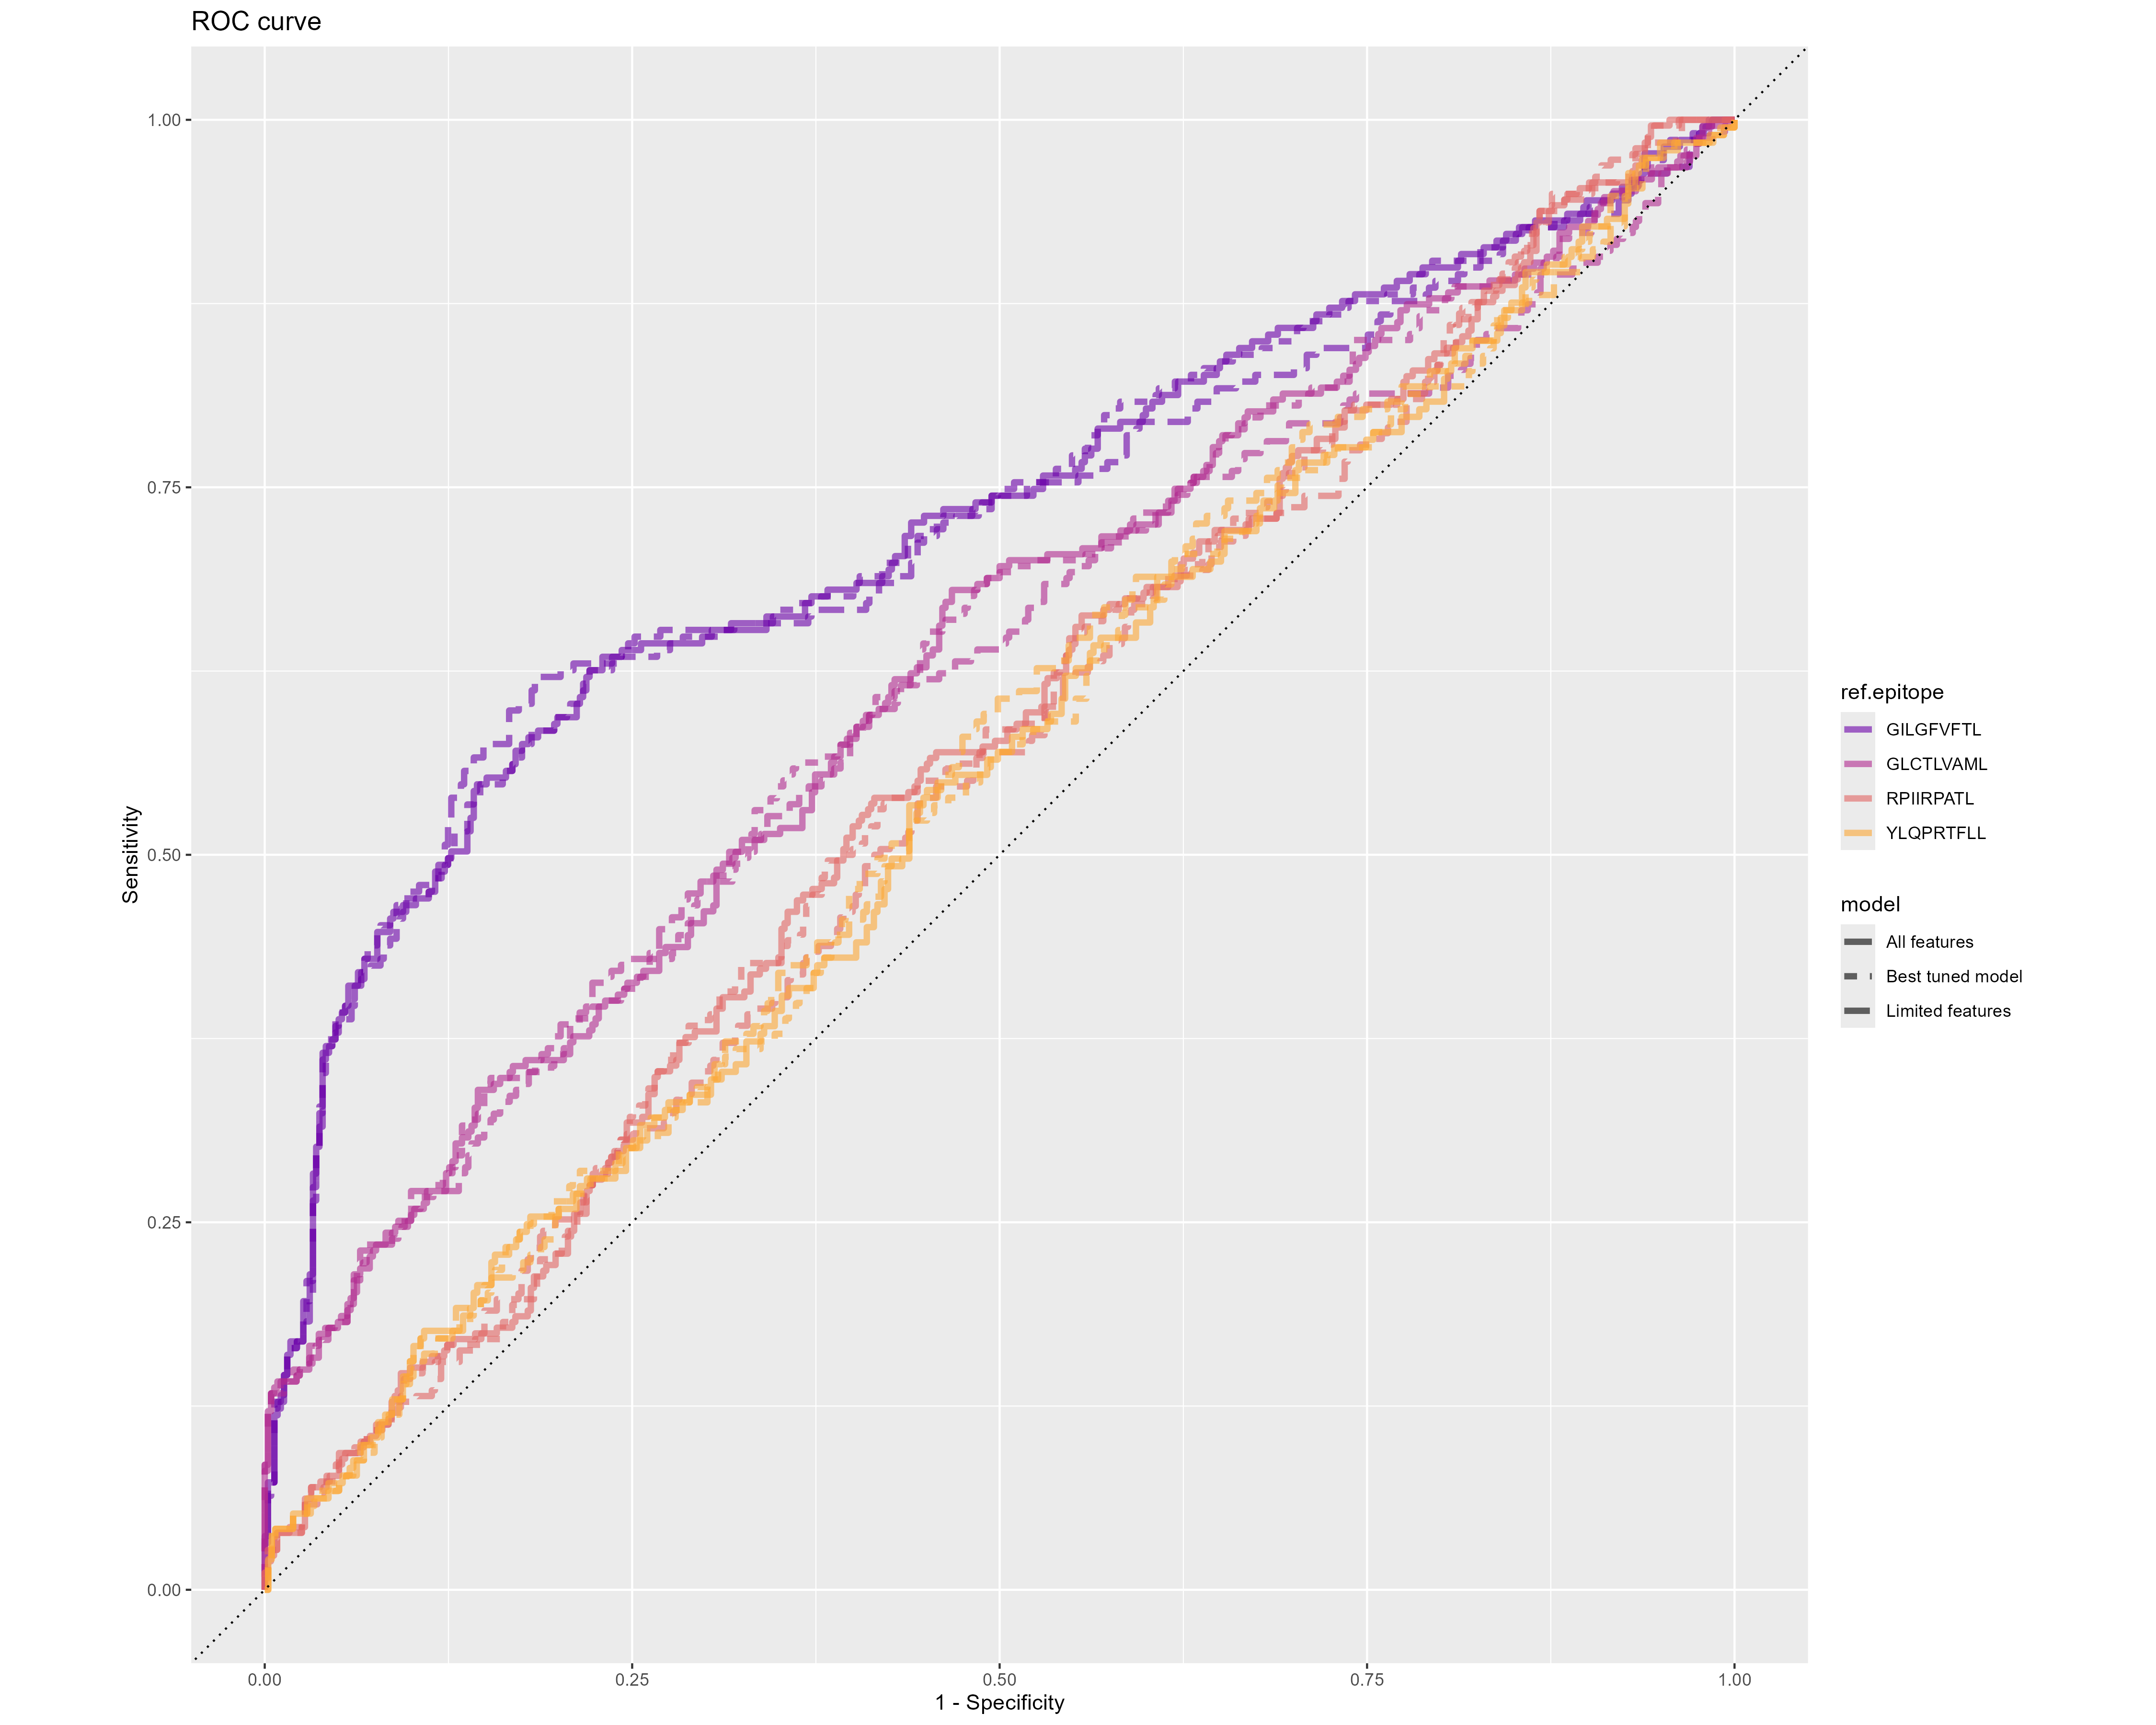 ROC curve
1.00
0.75
0.50
0.25
0.00
Sensitivity
0.00
0.25
0.50
0.75
1.00
1 - Specificity
ref.epitope
GILGFVFTL
GLCTLVAML
RPIIRPATL
YLQPRTFLL
model
All features
Best tuned model
Limited features